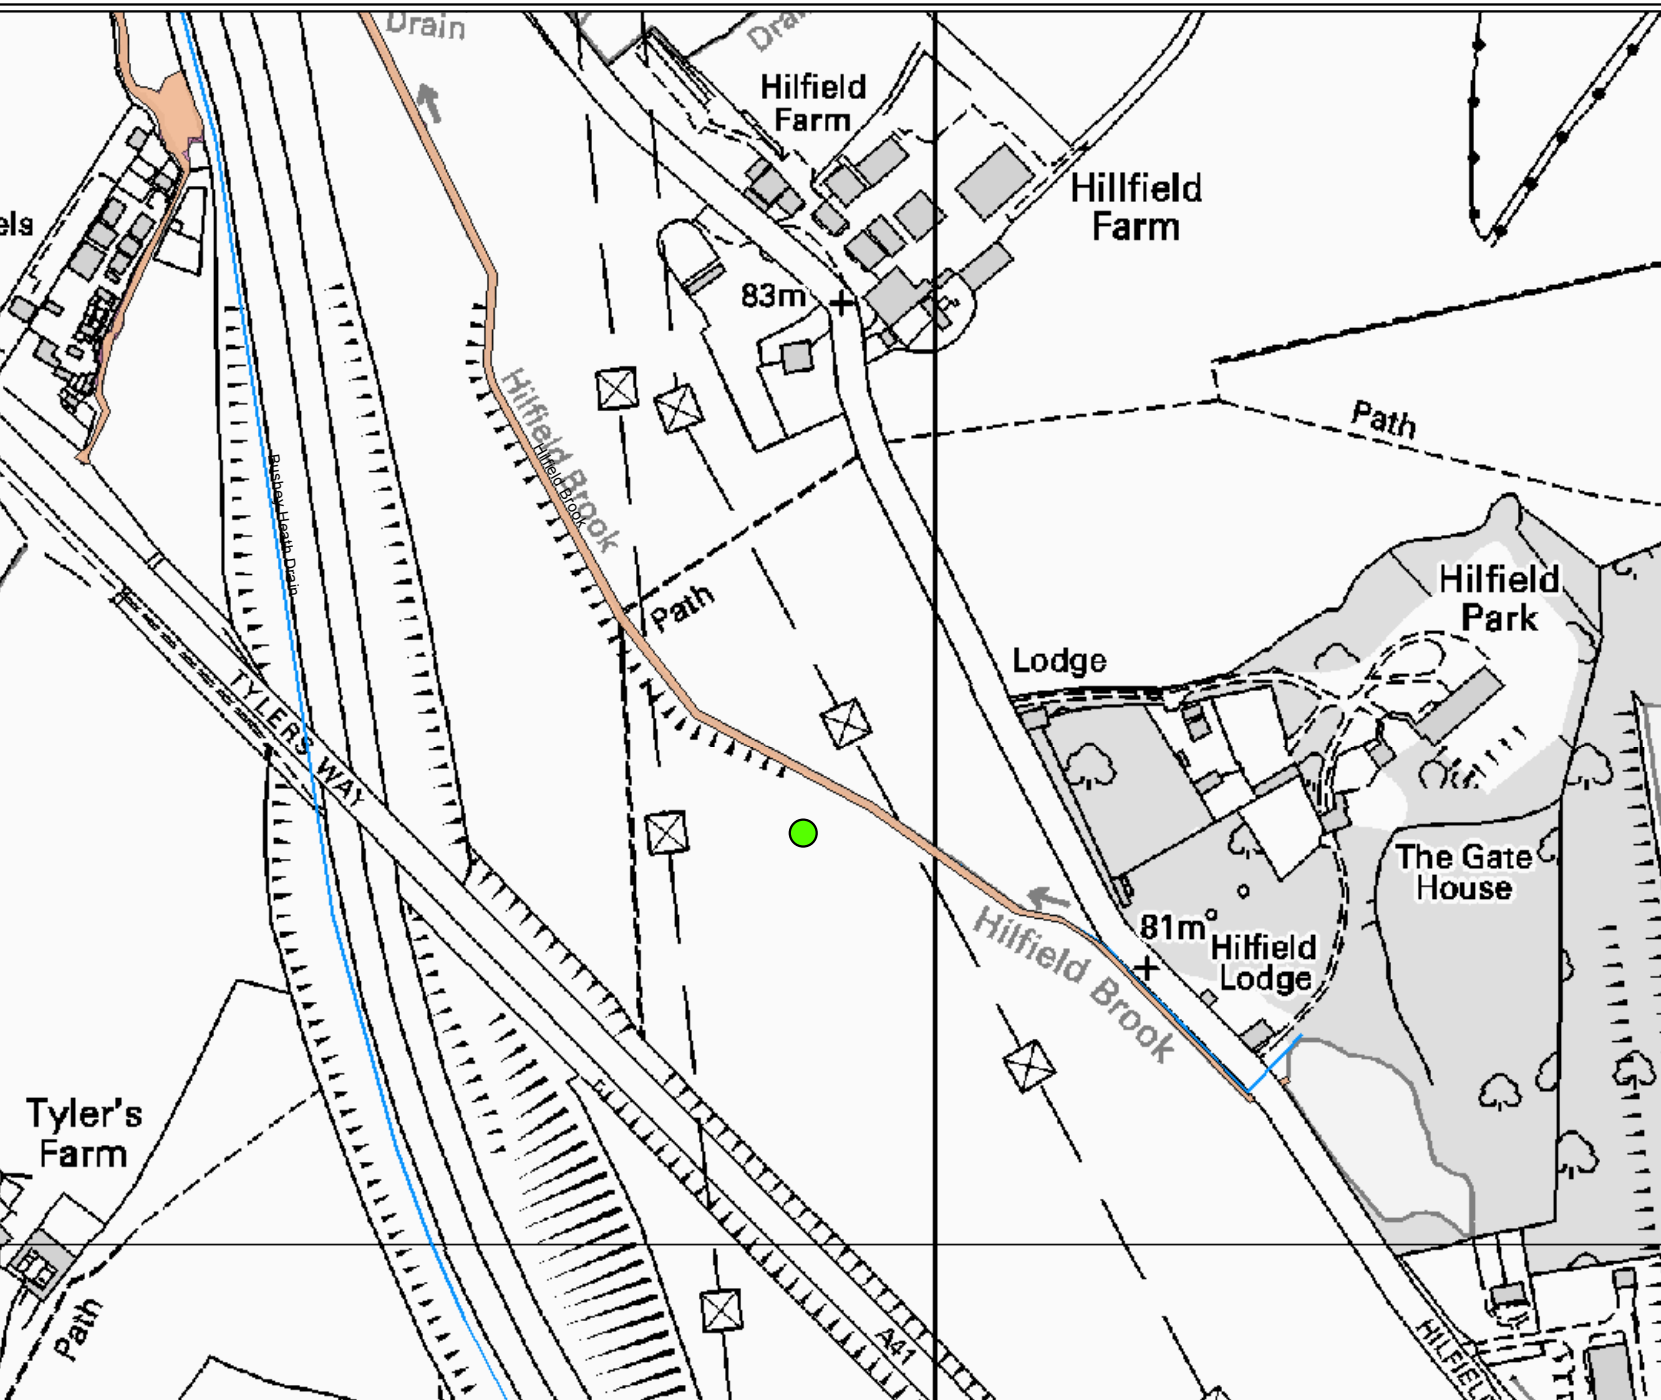 Drain
Drain
Hilfield
Farm
Hillfield
Farm
els
83m
Path
Hilfield Brook
Hilfield Brook
Bushey Heath Drain
Path
Hilfield
Park
Lodge
TYLERS WAY
The Gate
House
81m
Hilfield
Lodge
Hilfield Brook
Tyler's
Farm
Path
A41
HILFIELD